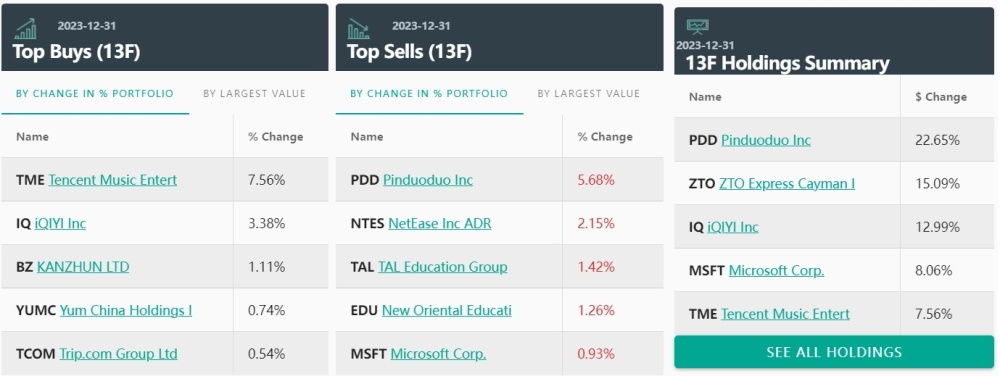 2023-12-31
Top Buys (13F)
BY CHANGE IN % PORTFOLIO BY LARGEST VALUE
Name % Change
TME Tencent Music Entert 7.56%
IQ iQIYI Inc 3.38%
BZ KANZHUN LTD 1.11%
YUMC Yum China Holdings I 0.74%
TCOM Trip.com Group Ltd 0.54%
2023-12-31
Top Sells (13F)
BY CHANGE IN % PORTFOLIO BY LARGEST VALUE
Name % Change
PDD Pinduoduo Inc 5.68%
NTES NetEase Inc ADR 2.15%
TAL TAL Education Group 1.42%
EDU New Oriental Educati 1.26%
MSFT Microsoft Corp. 0.93%
2023-12-31
13F Holdings Summary
Name $ Change
PDD Pinduoduo Inc 22.65%
ZTO ZTO Express Cayman I 15.09%
IQ iQIYI Inc 12.99%
MSFT Microsoft Corp. 8.06%
TME Tencent Music Entert 7.56%
SEE ALL HOLDINGS